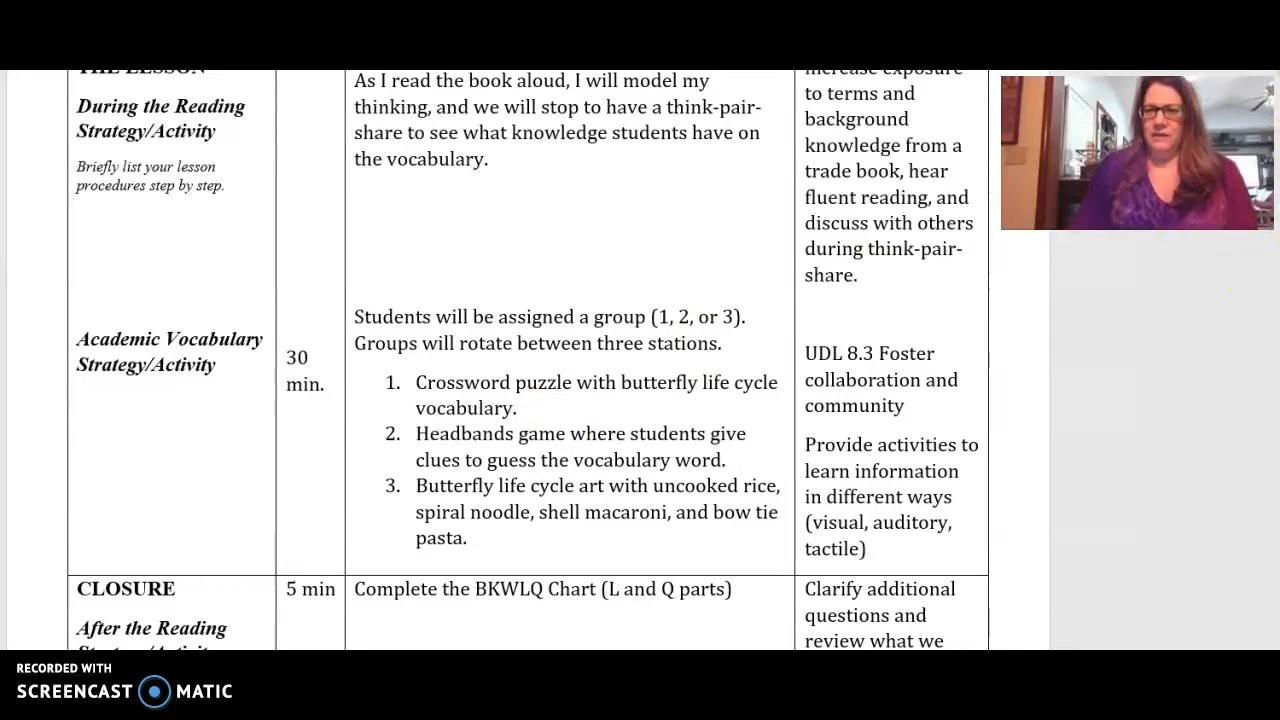 THE LESSON
During the Reading
Strategy/Activity
Briefly list your lesson
procedures step by step.
As I read the book aloud, I will model my
thinking, and we will stop to have a think-pair-
share to see what knowledge students have on
the vocabulary.
increase exposure
to terms and
background
knowledge from a
trade book, hear
fluent reading, and
discuss with others
during think-pair-
share.
Academic Vocabulary
Strategy/Activity
30
min.
Students will be assigned a group (1, 2, or 3).
Groups will rotate between three stations.
1. Crossword puzzle with butterfly life cycle
vocabulary.
2. Headbands game where students give
clues to guess the vocabulary word.
3. Butterfly life cycle art with uncooked rice,
spiral noodle, shell macaroni, and bow tie
pasta.
UDL 8.3 Foster
collaboration and
community
Provide activities to
learn information
in different ways
(visual, auditory,
tactile)
CLOSURE
After the Reading
Strategy/Activity
5 min
Complete the BKWLQ Chart (L and Q parts)
Clarify additional
questions and
review what we
RECORDED WITH
SCREENCAST MATIC